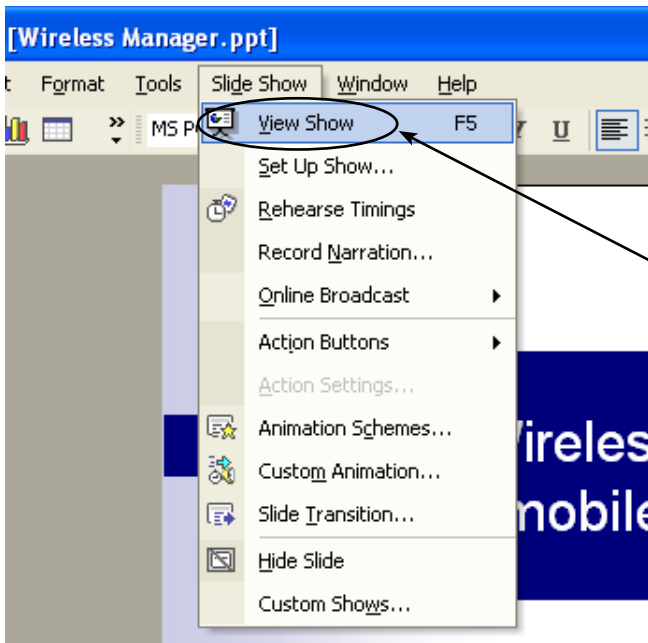 [Wireless Manager.ppt]
t Format Tools Slide Show Window Help
MS P U
View Show F5
Set Up Show...
Rehearse Timings
Record Narration...
Online Broadcast
Action Buttons
Action Settings...
Animation Schemes...
Custom Animation...
Slide Transition...
Hide Slide
Custom Shows...
ireles
mobile